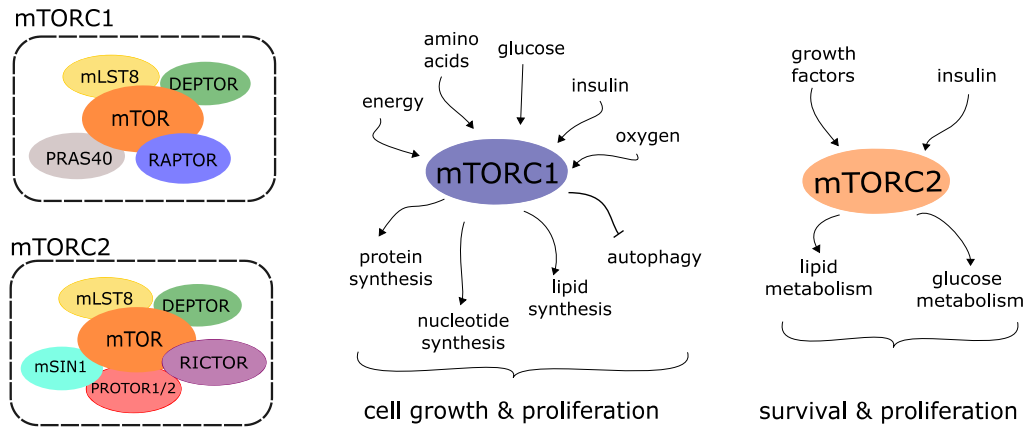 mTORC1
mLST8
DEPTOR
mTOR
PRAS40
RAPTOR
mTORC2
mLST8
DEPTOR
mTOR
mSIN1
RICTOR
PROTOR1/2
energy
amino
acids
glucose
insulin
oxygen
mTORC1
protein
synthesis
nucleotide
synthesis
lipid
synthesis
autophagy
cell growth & proliferation
growth
factors
insulin
mTORC2
lipid
metabolism
glucose
metabolism
survival & proliferation